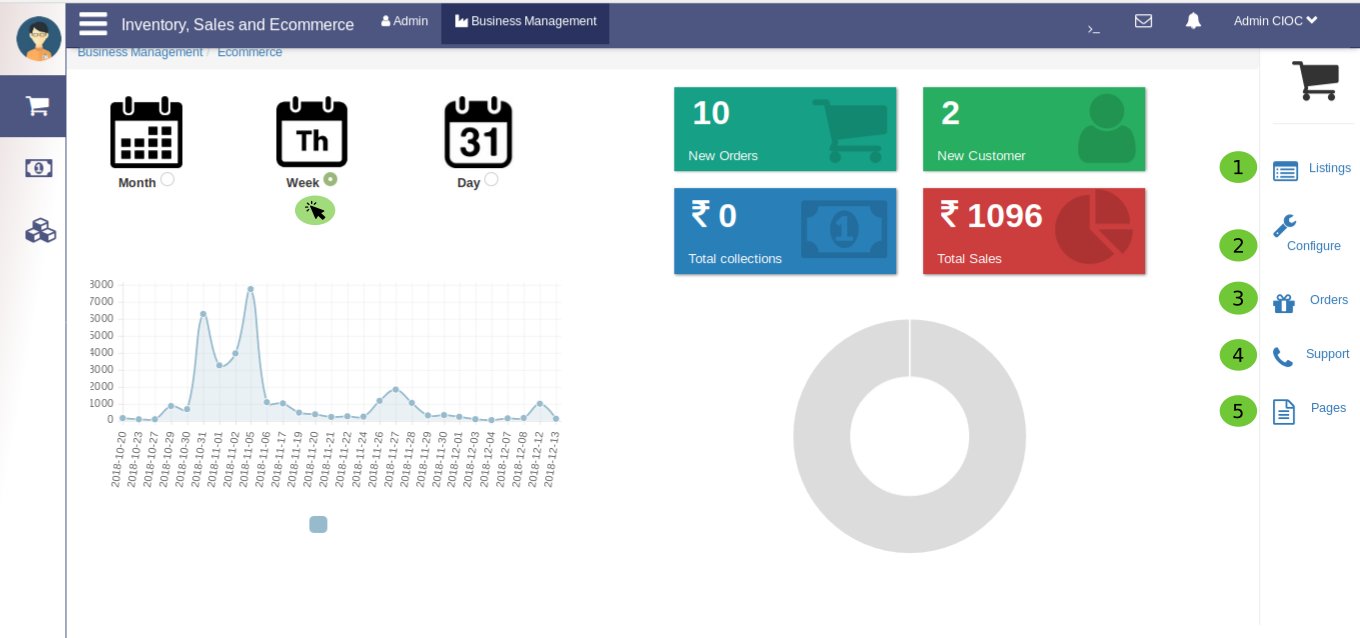 Inventory, Sales and Ecommerce
Admin
Business Management
>_
Admin CIOC
Business Management / Ecommerce
Th
31
Month
Week
Day
10
New Orders
2
New Customer
₹ 0
1
Total collections
₹ 1096
Total Sales
1
Listings
2
Configure
3
Orders
4
Support
5
Pages
8000
7000
6000
5000
4000
3000
2000
1000
0
2018-10-20
2018-10-23
2018-10-27
2018-10-29
2018-10-30
2018-10-31
2018-11-01
2018-11-02
2018-11-05
2018-11-06
2018-11-17
2018-11-19
2018-11-20
2018-11-21
2018-11-22
2018-11-24
2018-11-26
2018-11-27
2018-11-28
2018-11-29
2018-11-30
2018-12-01
2018-12-03
2018-12-04
2018-12-07
2018-12-08
2018-12-12
2018-12-13